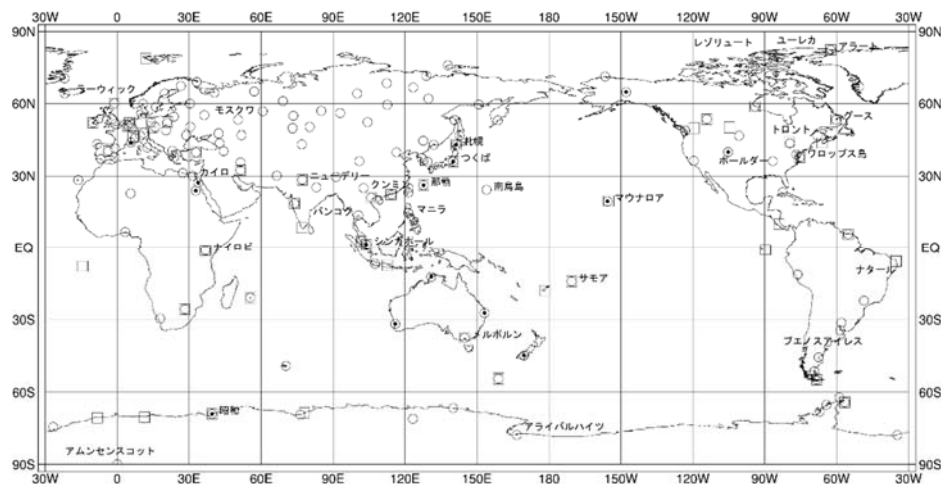 30W 0 30E 60E 90E 120E 150E 180 150W 120W 90W 60W 30W
90N 90N
レゾリュート ユーレカ アラート
ラーウィック
60N 60N
モスクワ グース
トロント
札幌 ボールダー ワロップス島
つくば
30N カイロ ニューデリー クンミン 那覇 南鳥島 30N
マウナロア
バンコク マニラ
EQ ナイロビ シンガポール EQ
ナタール
サモア
30S 30S
メルボルン ブエノスアイレス
60S 60S
昭和
アライバルハイツ
アムンセンスコット
90S 90S
30W 0 30E 60E 90E 120E 150E 180 150W 120W 90W 60W 30W